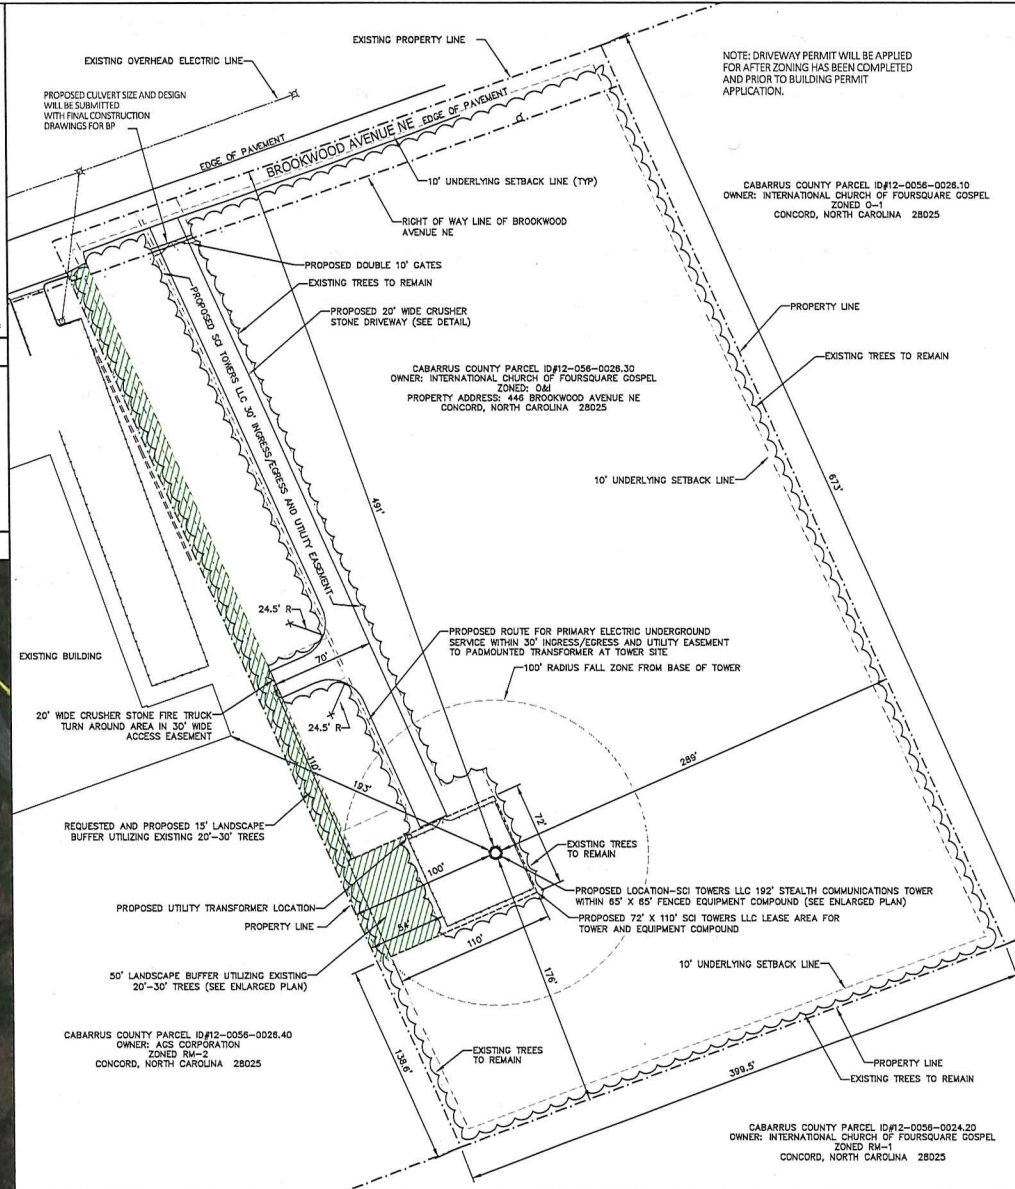 EXISTING PROPERTY LINE
EXISTING OVERHEAD ELECTRIC LINE
NOTE: DRIVEWAY PERMIT WILL BE APPLIED
FOR AFTER ZONING HAS BEEN COMPLETED
AND PRIOR TO BUILDING PERMIT
APPLICATION.
PROPOSED CULVERT SIZE AND DESIGN
WILL BE SUBMITTED
WITH FINAL CONSTRUCTION
DRAWINGS FOR BP
EDGE OF PAVEMENT
BROOKWOOD AVENUE NE
EDGE OF PAVEMENT
10' UNDERLYING SETBACK LINE (TYP)
CABARRUS COUNTY PARCEL ID#12-0056-0026.10
OWNER: INTERNATIONAL CHURCH OF FOURSQUARE GOSPEL
ZONED O-1
CONCORD, NORTH CAROLINA 28025
RIGHT OF WAY LINE OF BROOKWOOD
AVENUE NE
PROPOSED DOUBLE 10' GATES
EXISTING TREES TO REMAIN
PROPOSED 20' WIDE CRUSHER
STONE DRIVEWAY (SEE DETAIL)
PROPERTY LINE
EXISTING TREES TO REMAIN
PROPOSED SCI TOWERS LLC 30' INGRESS/EGRESS AND UTILITY EASEMENT
CABARRUS COUNTY PARCEL ID#12-056-0026.30
OWNER: INTERNATIONAL CHURCH OF FOURSQUARE GOSPEL
ZONED: O&I
PROPERTY ADDRESS: 446 BROOKWOOD AVENUE NE
CONCORD, NORTH CAROLINA 28025
10' UNDERLYING SETBACK LINE
673'
491'
24.5' R
PROPOSED ROUTE FOR PRIMARY ELECTRIC UNDERGROUND
SERVICE WITHIN 30' INGRESS/EGRESS AND UTILITY EASEMENT
TO PADMOUNTED TRANSFORMER AT TOWER SITE
EXISTING BUILDING
70'
100' RADIUS FALL ZONE FROM BASE OF TOWER
20' WIDE CRUSHER STONE FIRE TRUCK
TURN AROUND AREA IN 30' WIDE
ACCESS EASEMENT
24.5' R
110'
193'
289'
REQUESTED AND PROPOSED 15' LANDSCAPE
BUFFER UTILIZING EXISTING 20'-30' TREES
72'
EXISTING TREES
TO REMAIN
100'
PROPOSED LOCATION-SCI TOWERS LLC 192' STEALTH COMMUNICATIONS TOWER
WITHIN 65' X 65' FENCED EQUIPMENT COMPOUND (SEE ENLARGED PLAN)
PROPOSED UTILITY TRANSFORMER LOCATION
PROPERTY LINE
PROPOSED 72' X 110' SCI TOWERS LLC LEASE AREA FOR
TOWER AND EQUIPMENT COMPOUND
54'
110'
50' LANDSCAPE BUFFER UTILIZING EXISTING
20'-30' TREES (SEE ENLARGED PLAN)
176'
10' UNDERLYING SETBACK LINE
CABARRUS COUNTY PARCEL ID#12-0056-0026.40
OWNER: AGS CORPORATION
ZONED RM-2
CONCORD, NORTH CAROLINA 28025
138.6'
EXISTING TREES
TO REMAIN
399.5'
PROPERTY LINE
EXISTING TREES TO REMAIN
CABARRUS COUNTY PARCEL ID#12-0056-0024.20
OWNER: INTERNATIONAL CHURCH OF FOURSQUARE GOSPEL
ZONED RM-1
CONCORD, NORTH CAROLINA 28025